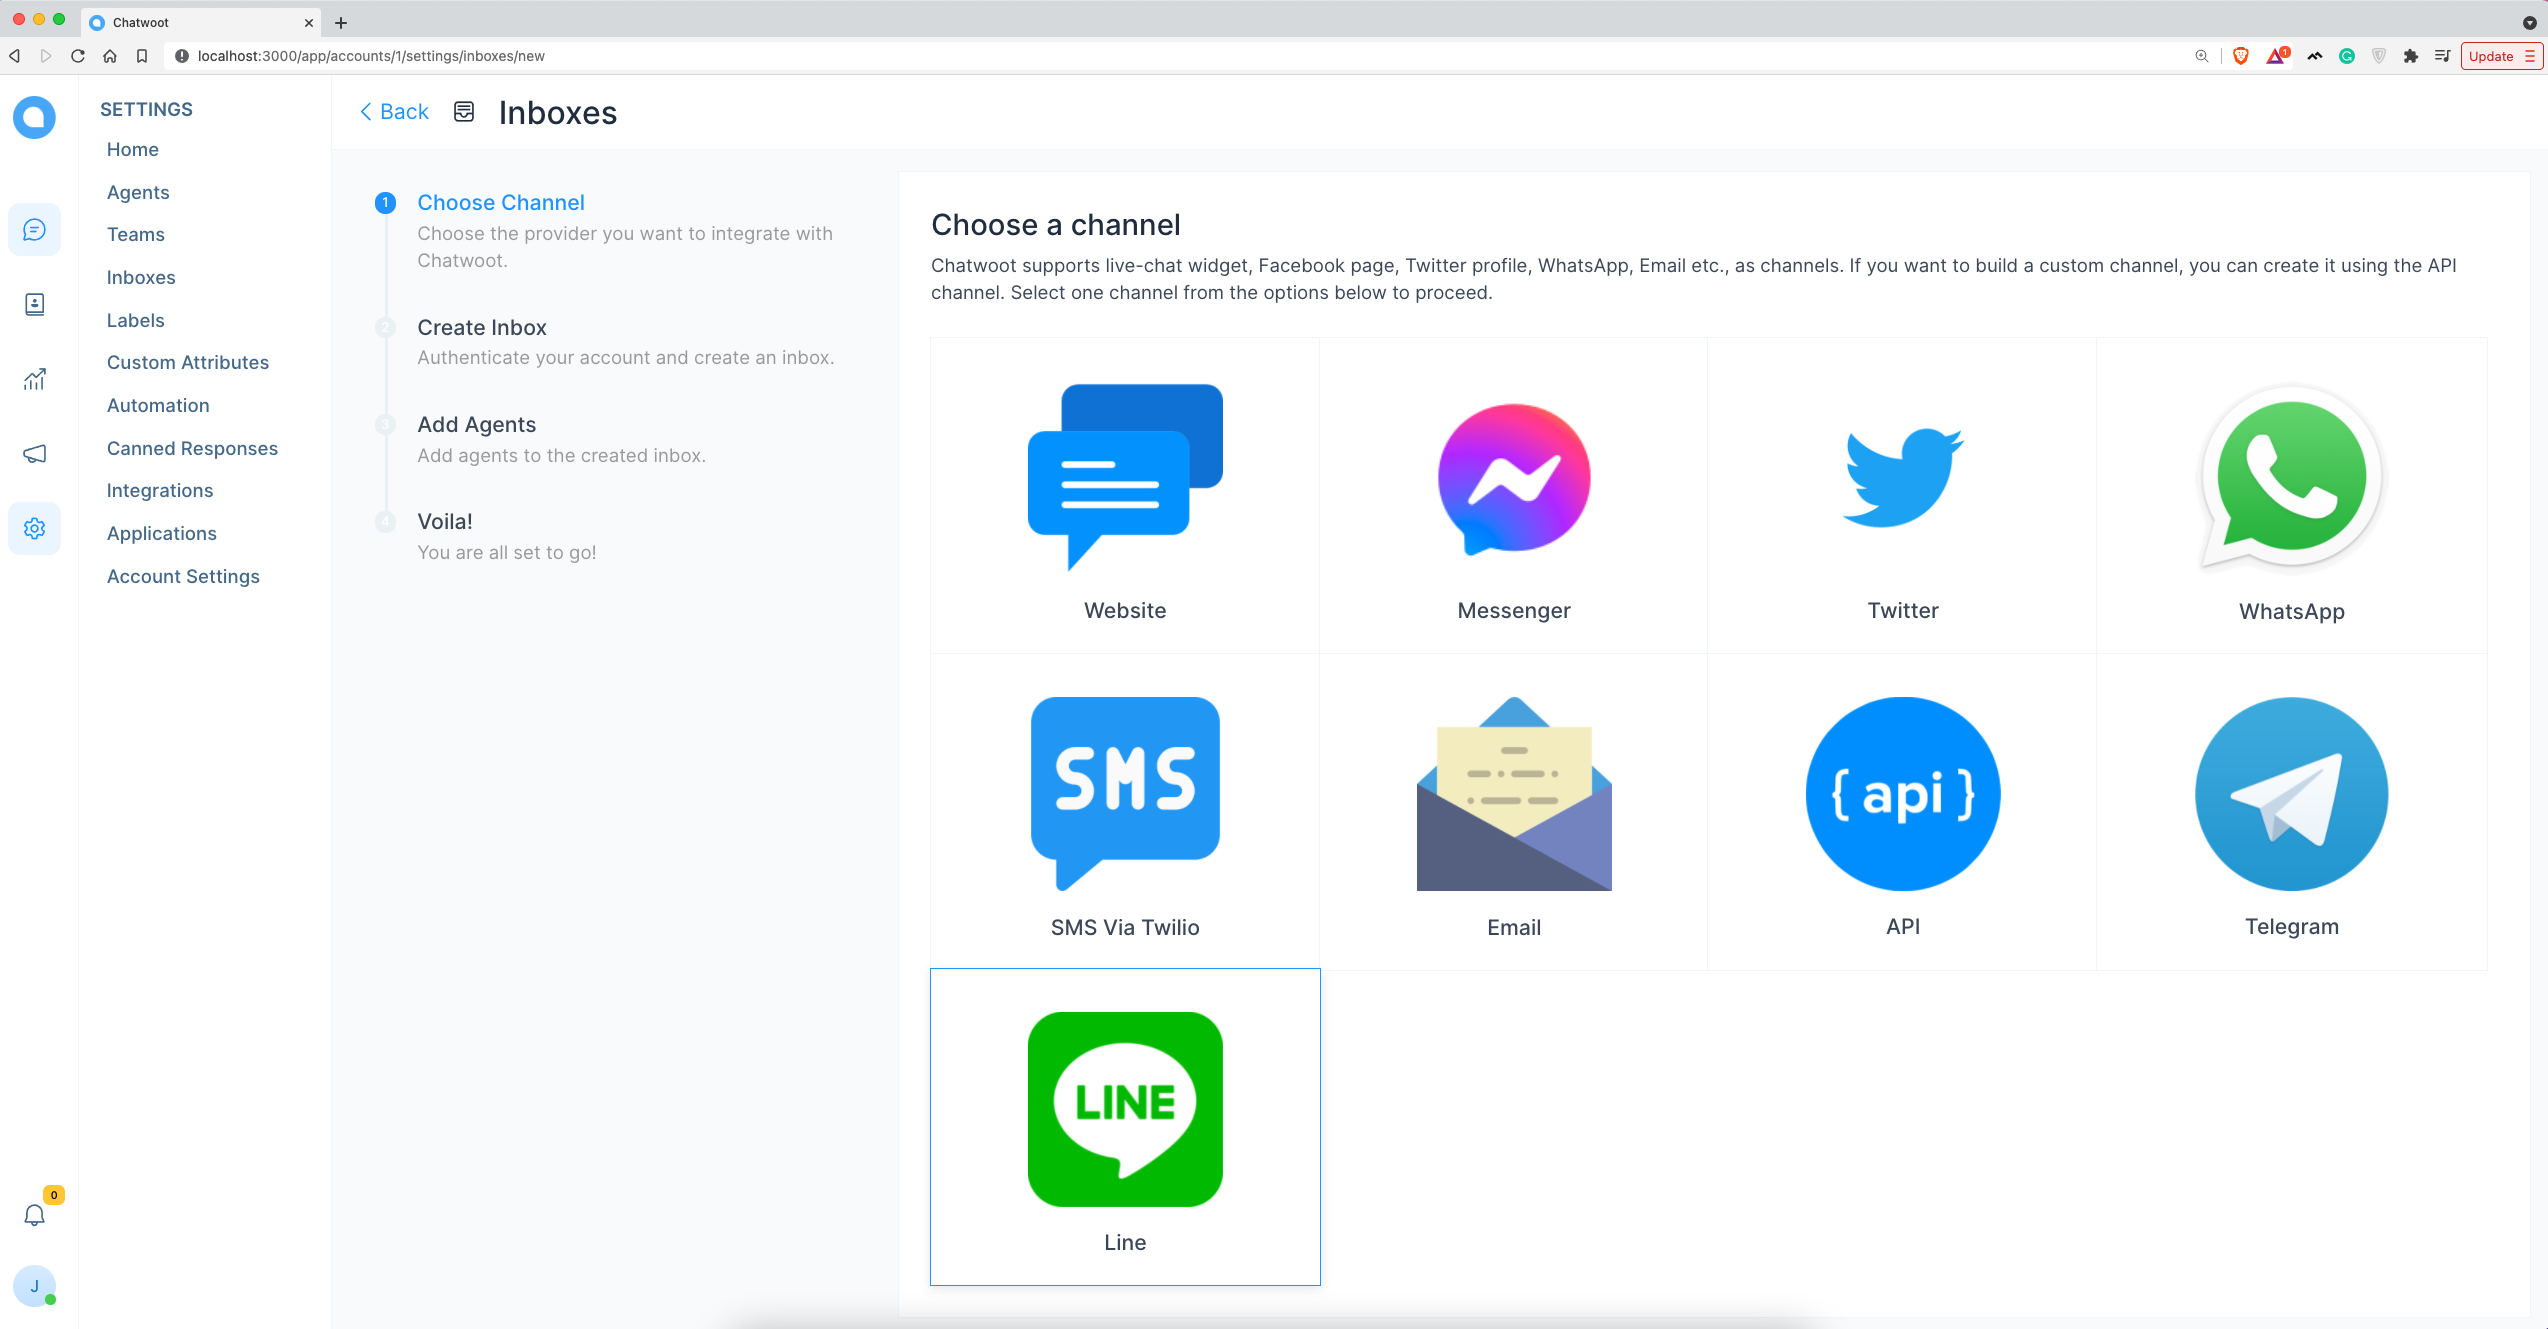 Chatwoot
localhost:3000/app/accounts/1/settings/inboxes/new
1
Update
SETTINGS
Home
Agents
Teams
Inboxes
Labels
Custom Attributes
Automation
Canned Responses
Integrations
Applications
Account Settings
0
J
Back
Inboxes
1
Choose Channel
Choose the provider you want to integrate with
Chatwoot.
2
Create Inbox
Authenticate your account and create an inbox.
3
Add Agents
Add agents to the created inbox.
4
Voila!
You are all set to go!
Choose a channel
Chatwoot supports live-chat widget, Facebook page, Twitter profile, WhatsApp, Email etc., as channels. If you want to build a custom channel, you can create it using the API
channel. Select one channel from the options below to proceed.
Website
Messenger
Twitter
WhatsApp
SMS
{ api }
SMS Via Twilio
Email
API
Telegram
LINE
Line